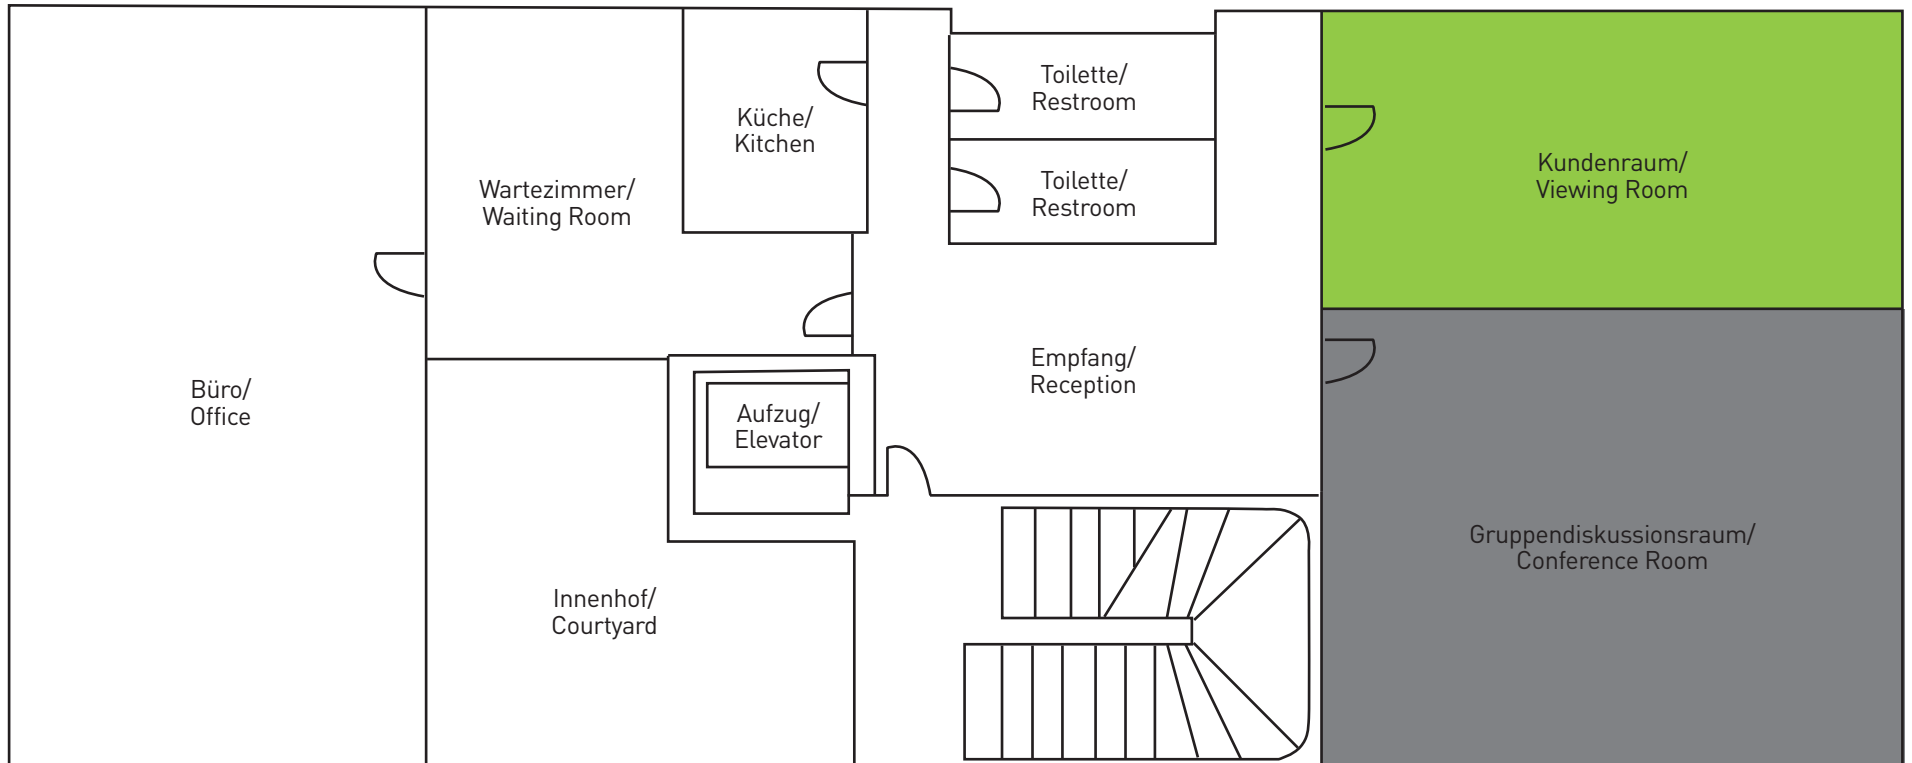 Toilette/
Restroom
Küche/
Kitchen
Kundenraum/
Viewing Room
Toilette/
Restroom
Wartezimmer/
Waiting Room
Empfang/
Reception
Büro/
Office
Aufzug/
Elevator
Gruppendiskussionsraum/
Conference Room
Innenhof/
Courtyard